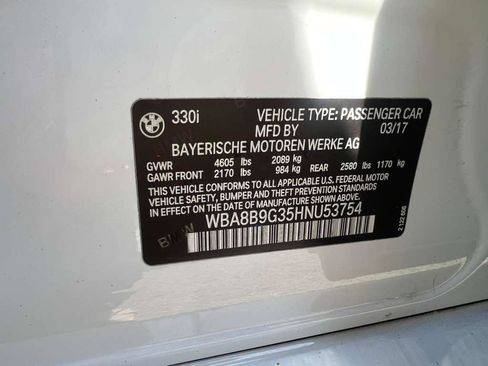 330i VEHICLE TYPE: PASSENGER CAR
MFD BY 03/17
BAYERISCHE MOTOREN WERKE AG
GVWR 4605 lbs 2089 kg
GAWR FRONT 2170 lbs 984 kg REAR 2580 lbs 1170 kg
THIS VEHICLE CONFORMS TO ALL APPLICABLE U.S. FEDERAL MOTOR
VEHICLE SAFETY, BUMPER AND THEFT PREVENTION STANDARDS
IN EFFECT ON THE DATE OF MANUFACTURE SHOWN ABOVE.
WBA8B9G35HNU53754
BMW